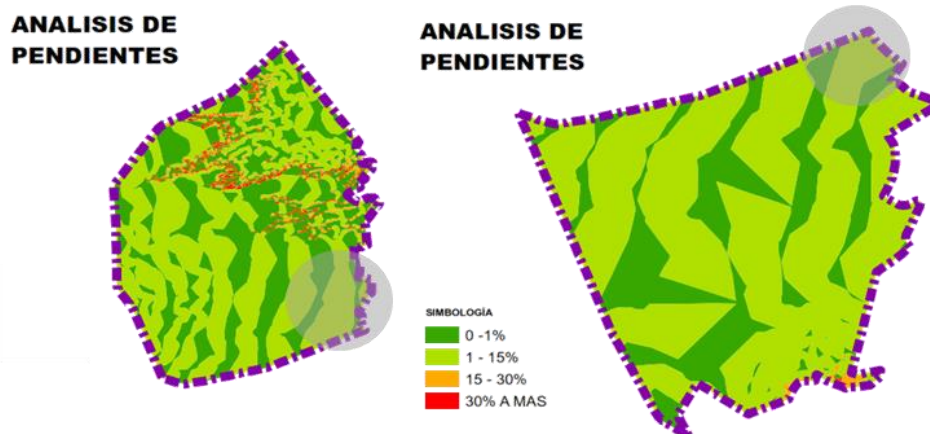 ANALISIS DE
PENDIENTES
ANALISIS DE
PENDIENTES
SIMBOLOGÍA
0 -1%
1 - 15%
15 - 30%
30% A MAS